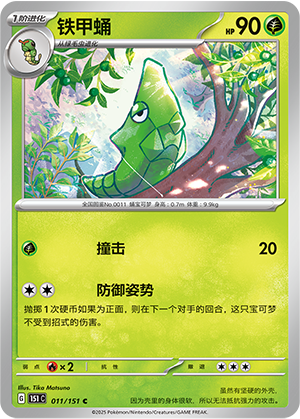 1阶进化
铁甲蛹
HP 90
从绿毛虫进化
全国图鉴No.0011 蛹宝可梦 身高:0.7m 体重:9.9kg
撞击 20
防御姿势
抛掷1次硬币如果为正面,则在下一个对手的回合,这只宝可梦不
受到招式的伤害。
Illus. Tika Matsuno
弱点 ×2 抗性 撤退
G 151 C 011/151 C
虽然有坚硬的外壳,
因为壳里的身体很软,所以无法抵抗强力的攻击。
©2025 Pokémon/Nintendo/Creatures/GAME FREAK.